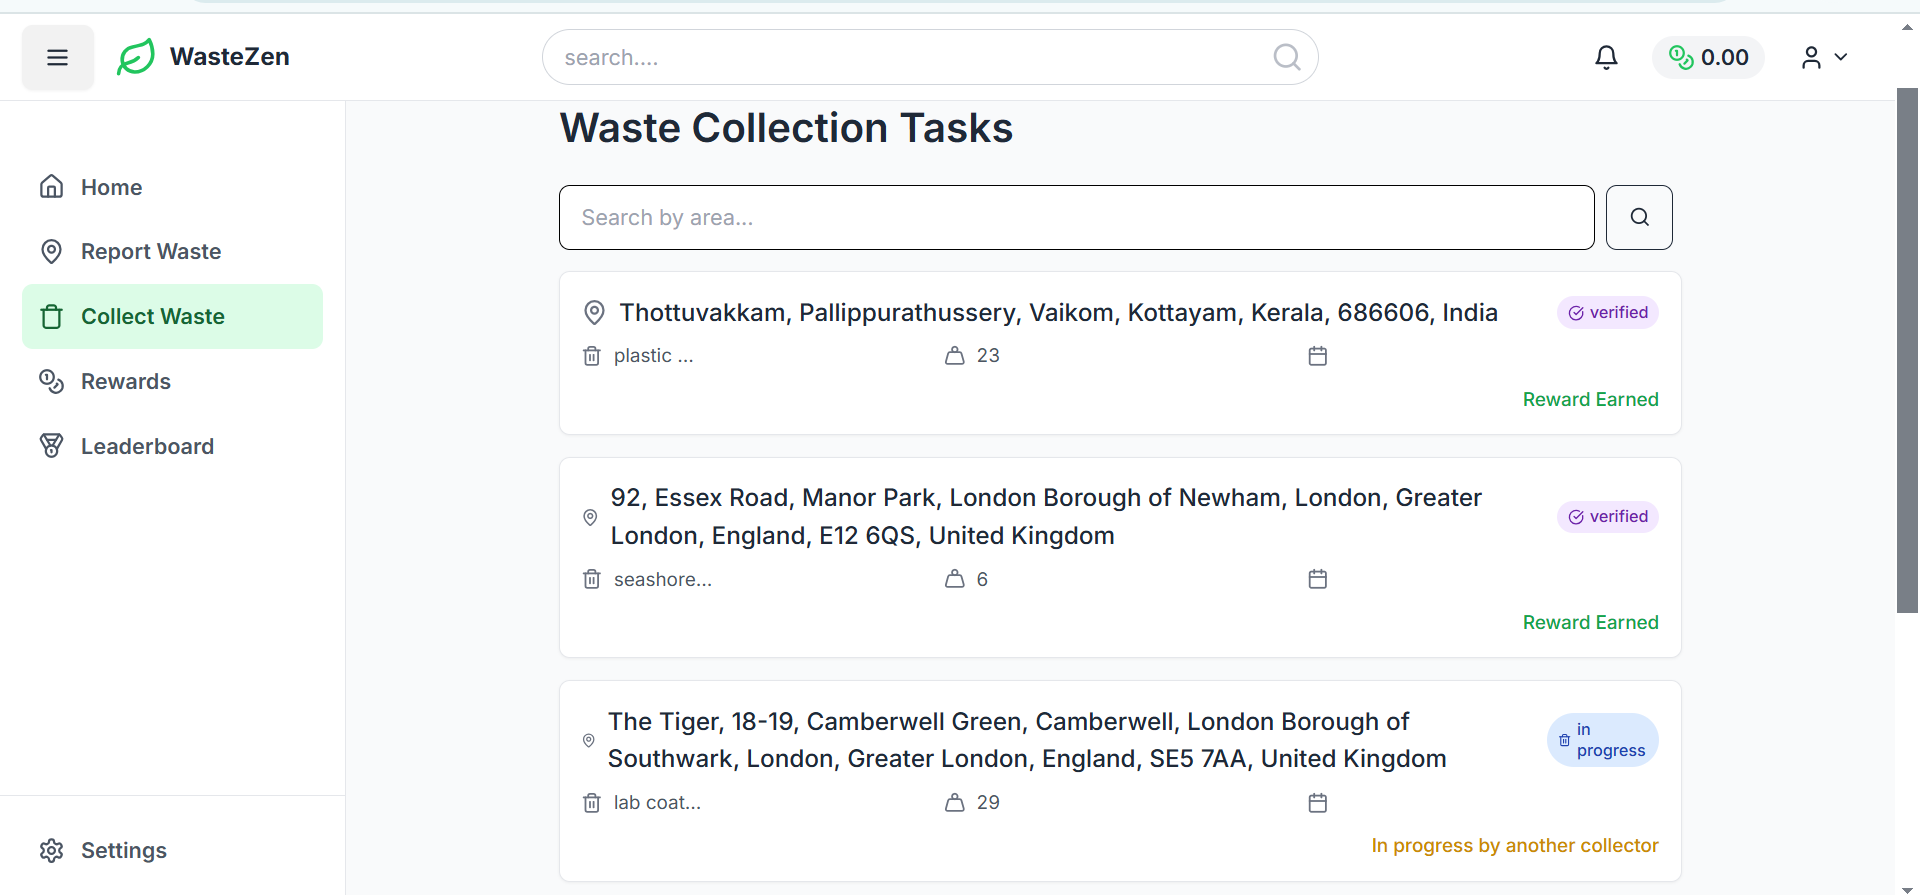 WasteZen
search....
0.00
Home
Report Waste
Collect Waste
Rewards
Leaderboard
Settings
Waste Collection Tasks
Search by area...
Thottuvakkam, Pallippurathussery, Vaikom, Kottayam, Kerala, 686606, India
verified
plastic ...
23
Reward Earned
92, Essex Road, Manor Park, London Borough of Newham, London, Greater
London, England, E12 6QS, United Kingdom
verified
seashore...
6
Reward Earned
The Tiger, 18-19, Camberwell Green, Camberwell, London Borough of
Southwark, London, Greater London, England, SE5 7AA, United Kingdom
in
progress
lab coat...
29
In progress by another collector